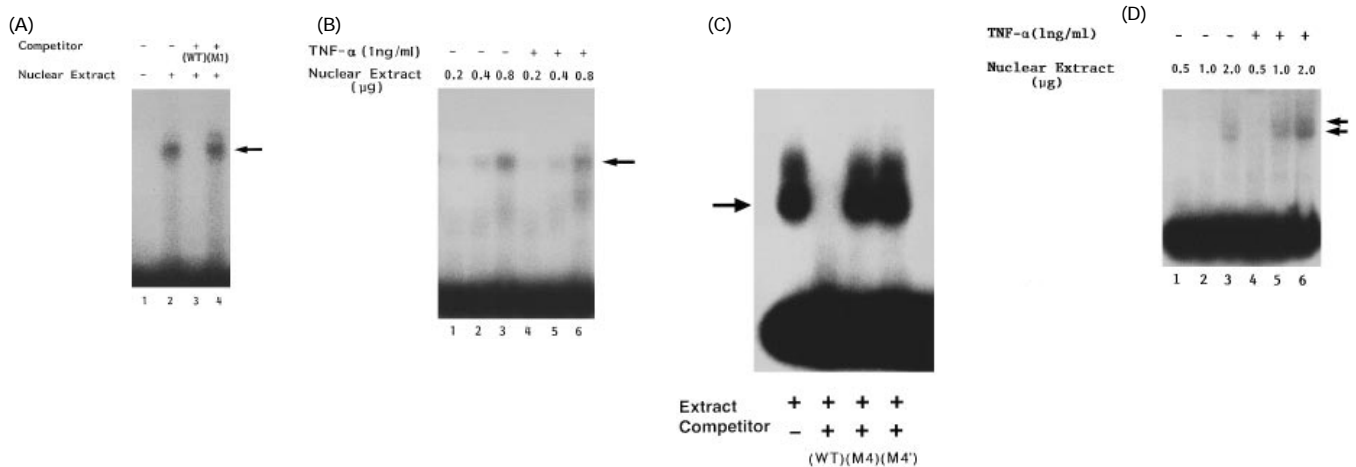 (A)
Competitor - - + +
(WT)(M1)
Nuclear Extract - + + +
1 2 3 4
(B)
TNF-α (1ng/ml) - - - + + +
Nuclear Extract 0.2 0.4 0.8 0.2 0.4 0.8
(μg)
1 2 3 4 5 6
(C)
Extract + + + +
Competitor - + + +
(WT)(M4)(M4')
(D)
TNF-α(1ng/ml) - - - + + +
Nuclear Extract 0.5 1.0 2.0 0.5 1.0 2.0
(μg)
1 2 3 4 5 6